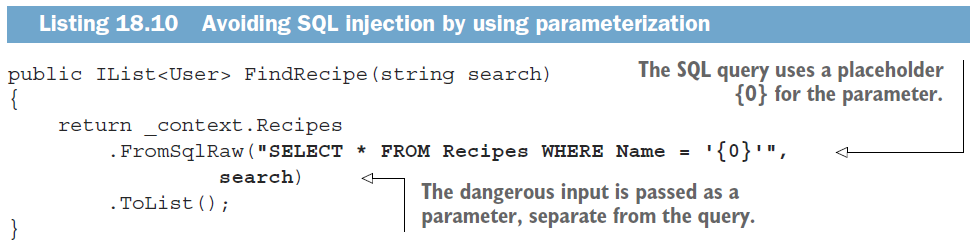 Listing 18.10 Avoiding SQL injection by using parameterization
public IList<User> FindRecipe(string search)
{
    return _context.Recipes
        .FromSqlRaw("SELECT * FROM Recipes WHERE Name = '{0}'",
                search)
        .ToList();
}
The SQL query uses a placeholder
{0} for the parameter.
The dangerous input is passed as a
parameter, separate from the query.